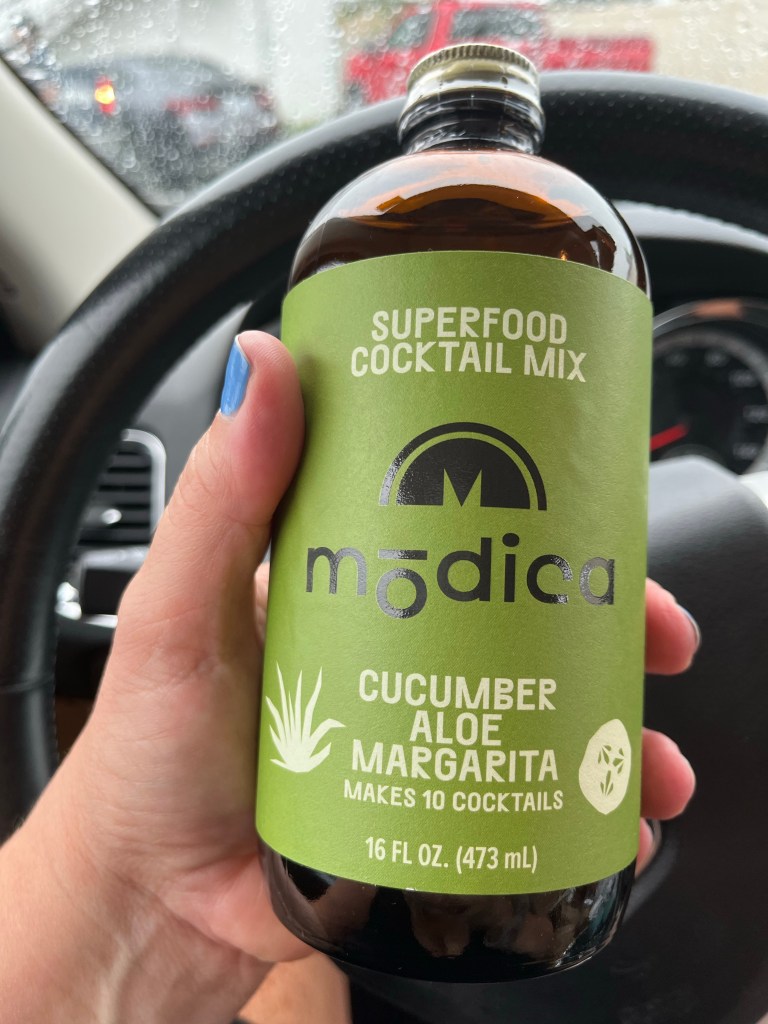 SUPERFOOD
COCKTAIL MIX
M
mōdica
CUCUMBER
ALOE
MARGARITA
MAKES 10 COCKTAILS
16 FL OZ. (473 mL)